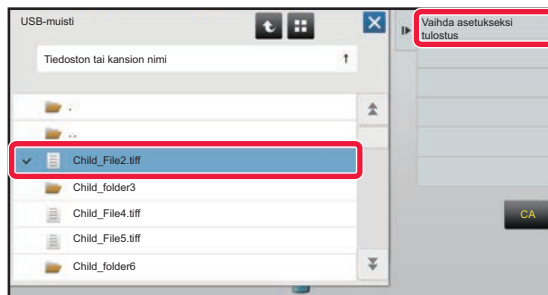 USB-muisti
Vaihda asetukseksi
tulostus
Tiedoston tai kansion nimi
.
..
Child_File2.tiff
Child_folder3
Child_File4.tiff
Child_File5.tiff
Child_folder6
CA